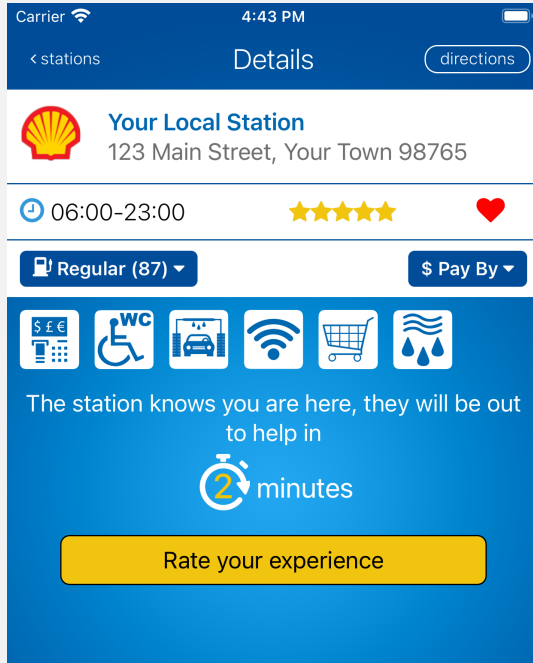 Carrier 4:43 PM
< stations Details directions
Your Local Station
123 Main Street, Your Town 98765
06:00-23:00
Regular (87) $ Pay By
$ £ € WC
The station knows you are here, they will be out
to help in
2 minutes
Rate your experience